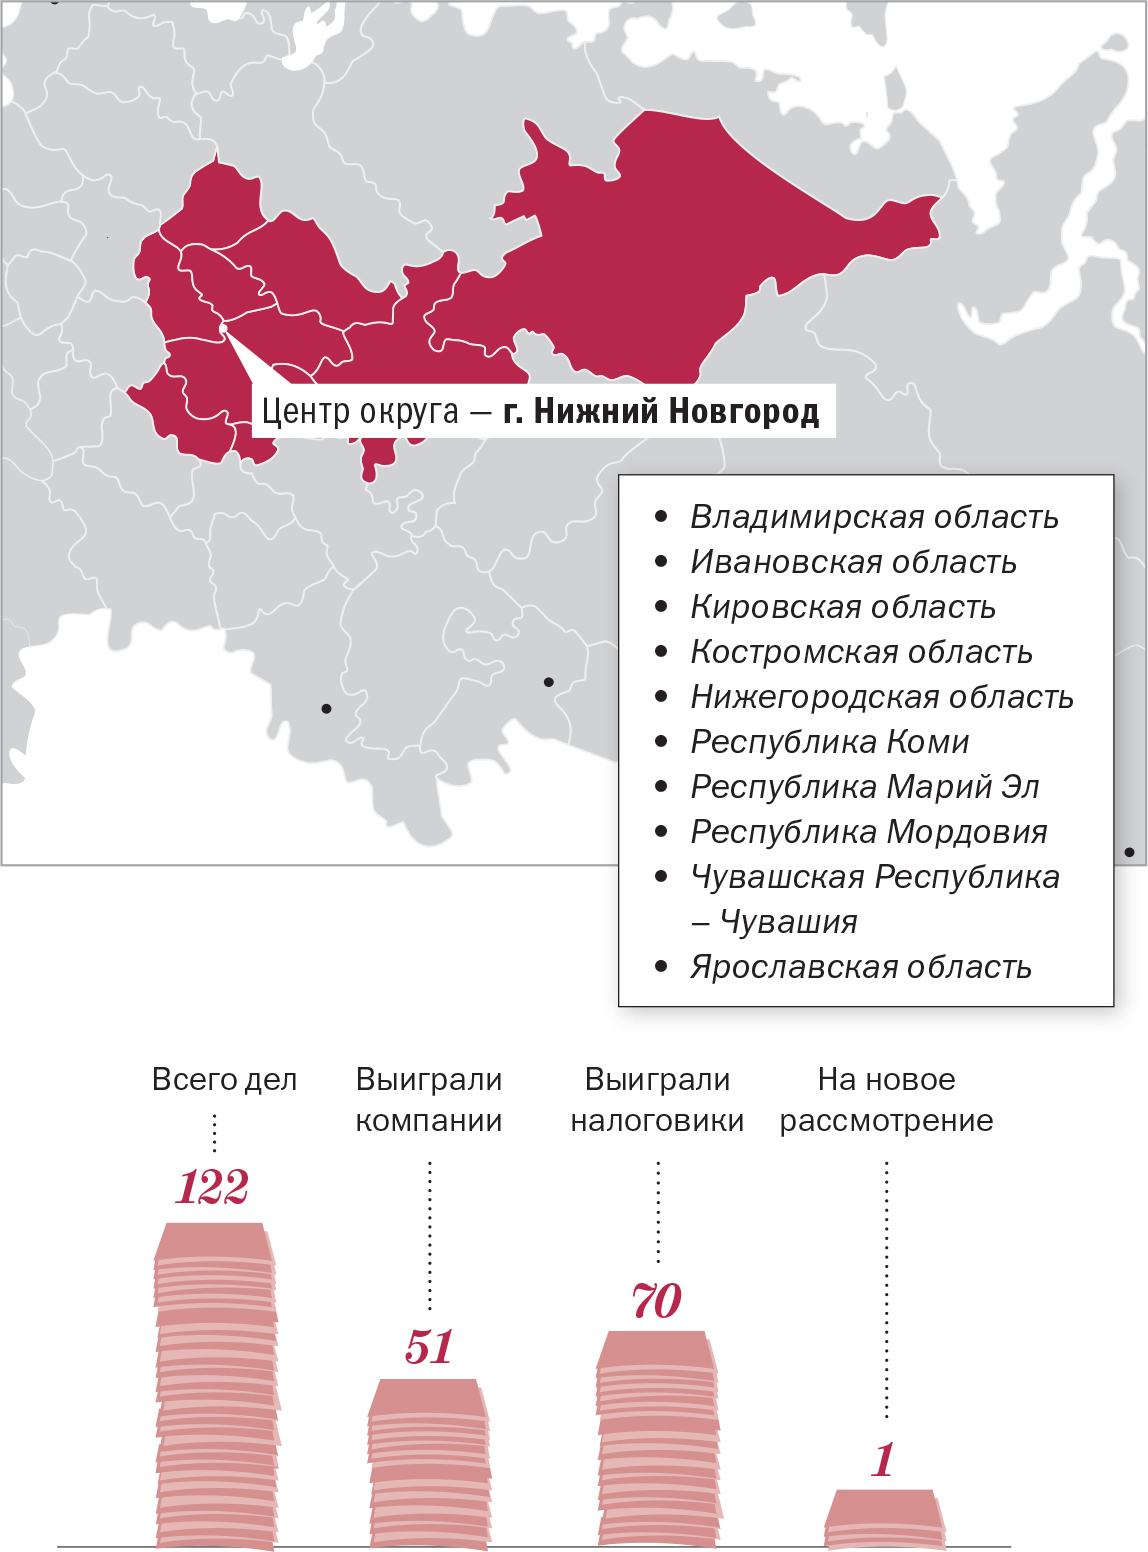 Центр округа — г. Нижний Новгород
• Владимирская область
• Ивановская область
• Кировская область
• Костромская область
• Нижегородская область
• Республика Коми
• Республика Марий Эл
• Республика Мордовия
• Чувашская Республика
– Чувашия
• Ярославская область
Всего дел
122
Выиграли
компании
51
Выиграли
налоговики
70
На новое
рассмотрение
1